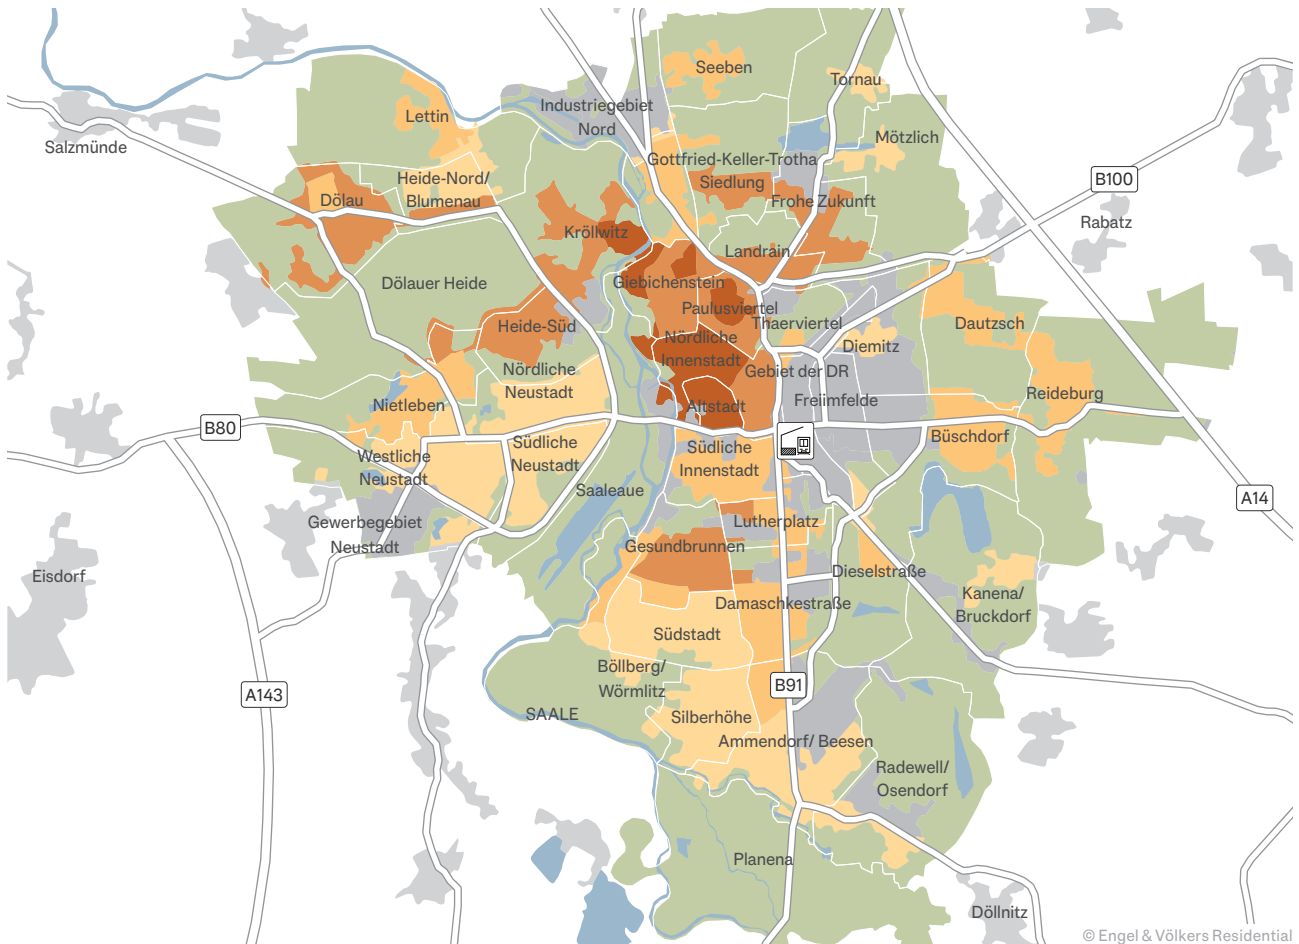 Seeben
Tornau
Industriegebiet
Nord
Lettin
Mötzlich
Salzmünde
Gottfried-Keller-Trotha
Siedlung
B100
Heide-Nord/
Blumenau
Dölau
Frohe Zukunft
Rabatz
Kröllwitz
Landrain
Dölauer Heide
Giebichenstein
Paulusviertel
Thaerviertel
Dautzsch
Heide-Süd
Nördliche
Innenstadt
Diemitz
Nördliche
Neustadt
Gebiet der DR
Reideburg
Freiimfelde
Nietleben
Altstadt
B80
Büschdorf
Südliche
Neustadt
Südliche
Innenstadt
Westliche
Neustadt
Saaleaue
A14
Gewerbegebiet
Neustadt
Lutherplatz
Gesundbrunnen
Eisdorf
Dieselstraße
Kanena/
Bruckdorf
Damaschkestraße
Südstadt
Böllberg/
Wörmlitz
B91
A143
SAALE
Silberhöhe
Ammendorf/ Beesen
Radewell/
Osendorf
Planena
Döllnitz
© Engel & Völkers Residential